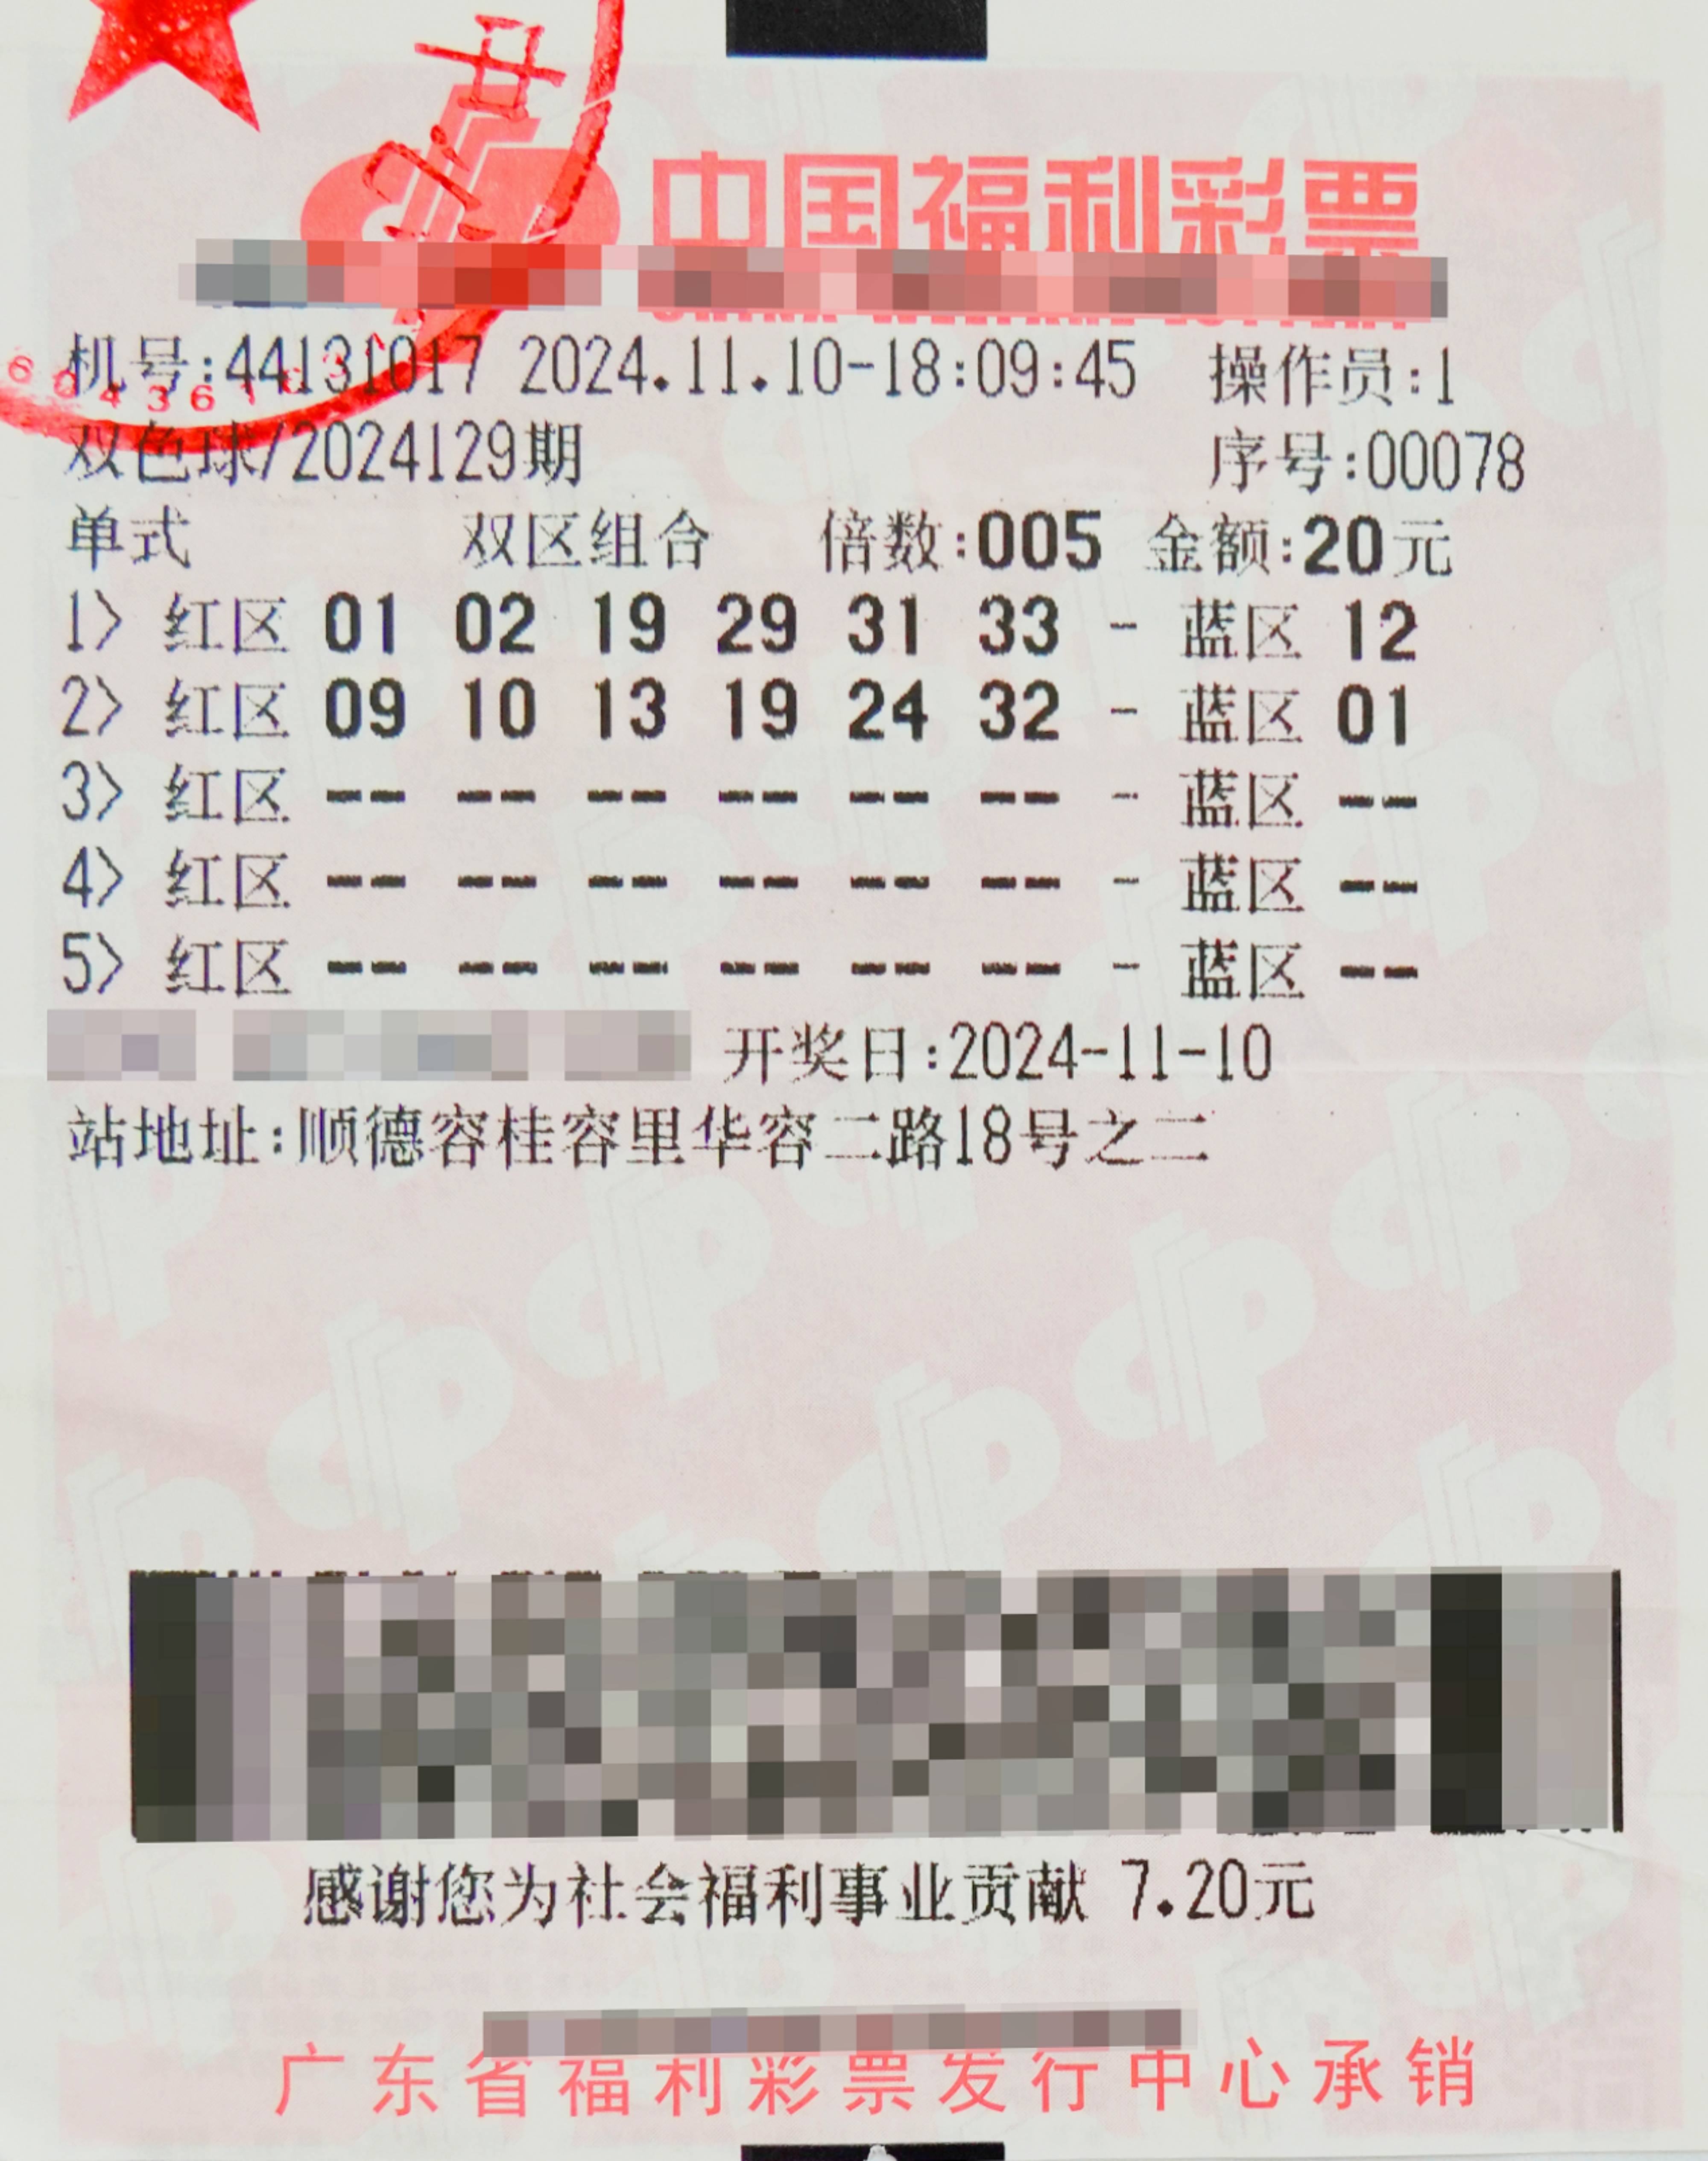 中国福利彩票
机号:44131017 2024.11.10-18:09:45 操作员:1
双色球/2024129期 序号:00078
单式 双区组合 倍数:005 金额:20元
1> 红区 01 02 19 29 31 33 - 蓝区 12
2> 红区 09 10 13 19 24 32 - 蓝区 01
3> 红区 -- -- -- -- -- -- - 蓝区 --
4> 红区 -- -- -- -- -- -- - 蓝区 --
5> 红区 -- -- -- -- -- -- - 蓝区 --
开奖日:2024-11-10
站地址:顺德容桂容里华容二路18号之二
感谢您为社会福利事业贡献 7.20元
广东省福利彩票发行中心承销